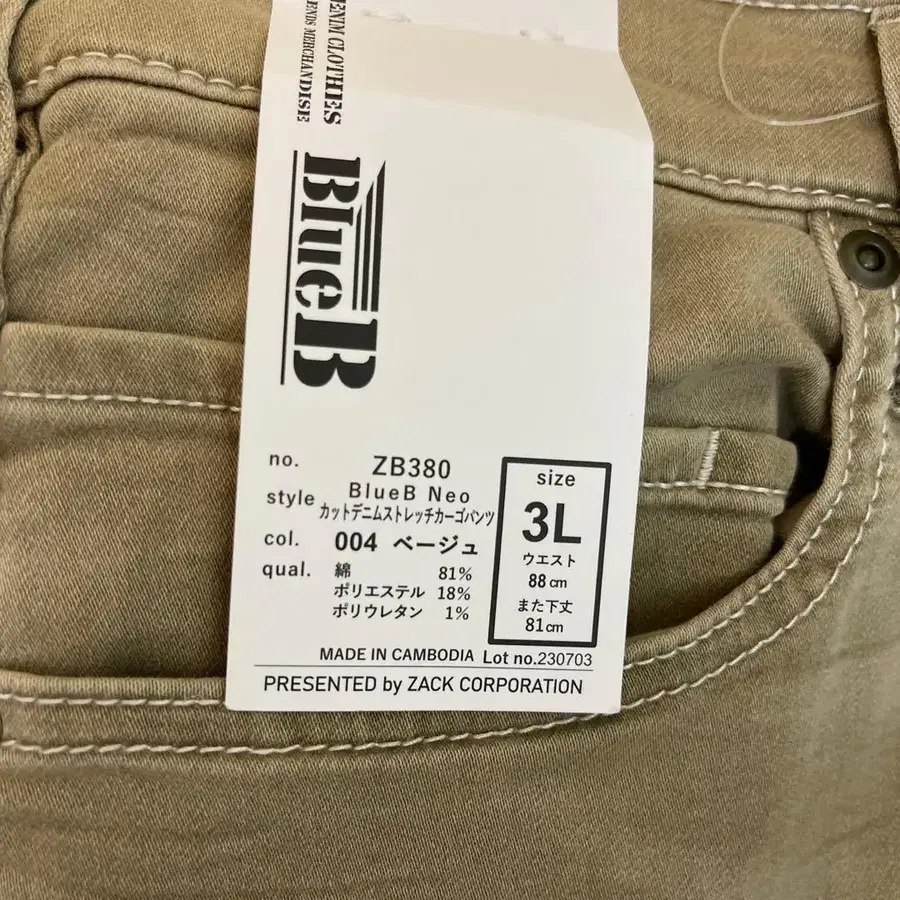 DENIM CLOTHES
MERCHANDISE
BlueB
no. ZB380
style BlueB Neo
カットデニムストレッチカーゴパンツ
col. 004 ベージュ
qual. 綿 81%
ポリエステル 18%
ポリウレタン 1%
size
3L
ウエスト
88cm
また下丈
81cm
MADE IN CAMBODIA Lot no.230703
PRESENTED by ZACK CORPORATION